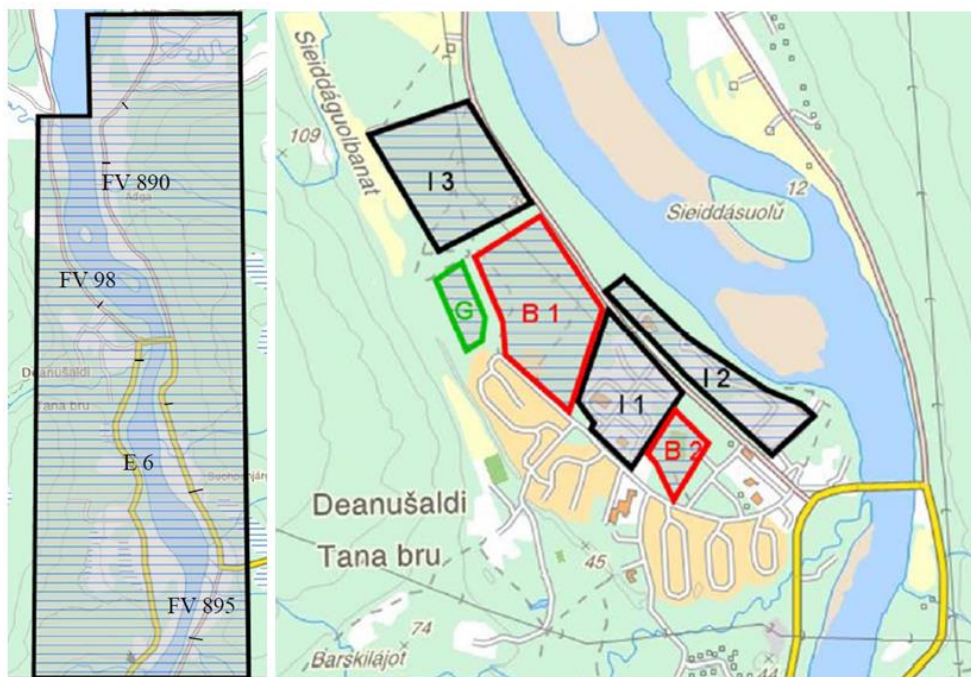 FV 890
FV 98
Deanušaldi
Tana bru
E 6
FV 895
Sieiddáguolbanat
109
I 3
G
B 1
I 1
I 2
B 2
Sieiddásuolu
12
Deanušaldi
Tana bru
45
74
Barskilájot
44